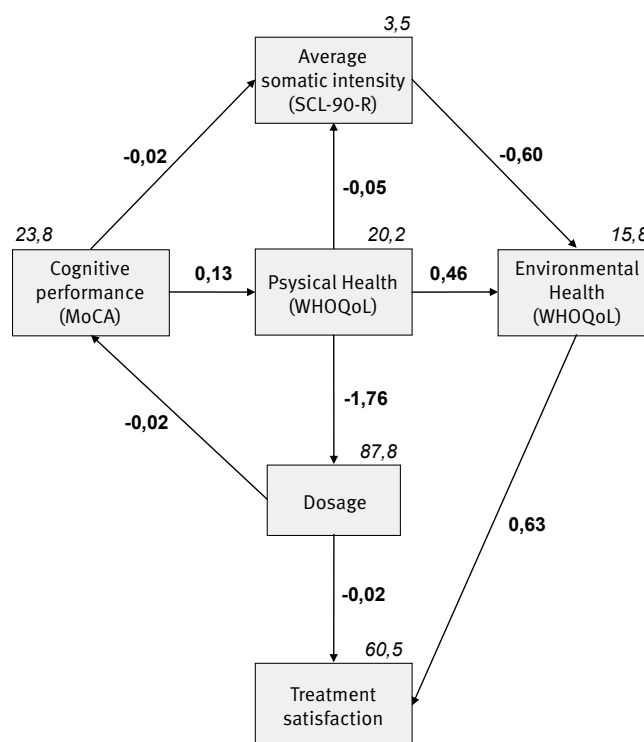 3,5
Average
somatic intensity
(SCL-90-R)
-0,02
-0,60
-0,05
23,8
20,2
15,8
Cognitive
performance
(MoCA)
0,13
Psysical Health
(WHOQoL)
0,46
Environmental
Health
(WHOQoL)
-1,76
-0,02
87,8
Dosage
0,63
-0,02
60,5
Treatment
satisfaction